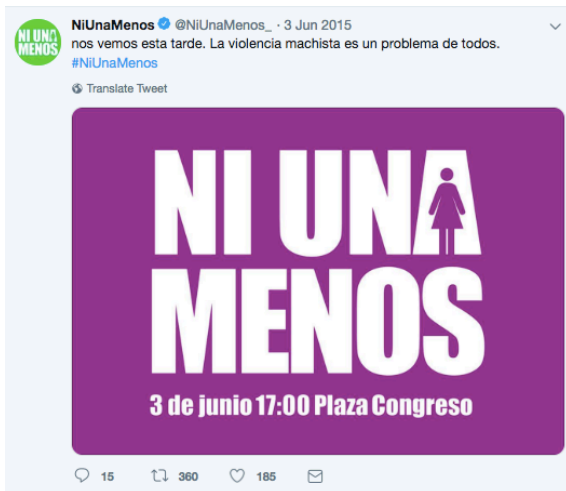 NiUnaMenos @NiUnaMenos_ · 3 Jun 2015
nos vemos esta tarde. La violencia machista es un problema de todos.
#NiUnaMenos
Translate Tweet
NI UNA
MENOS
NI UNA
MENOS
3 de junio 17:00 Plaza Congreso
15 360 185